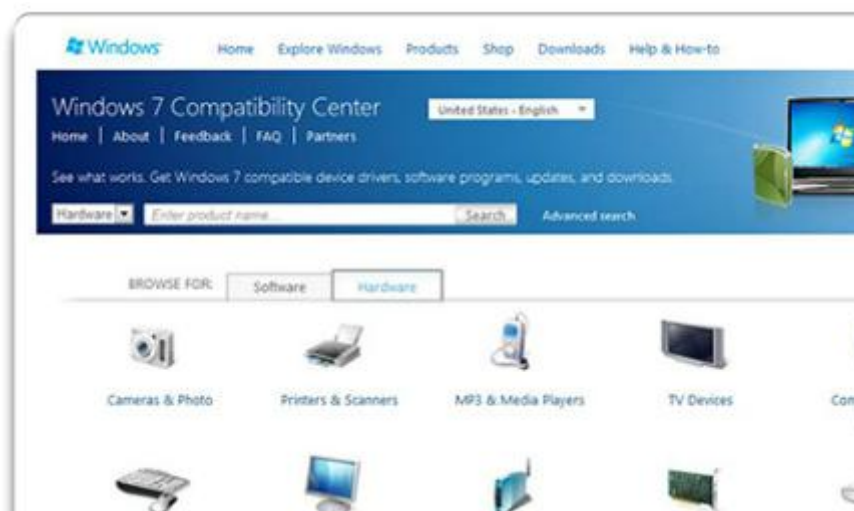 Windows Home Explore Windows Products Shop Downloads Help & How-to
Windows 7 Compatibility Center United States - English
Home | About | Feedback | FAQ | Partners
See what works. Get Windows 7 compatible device drivers, software programs, updates, and downloads.
Hardware Enter product name... Search Advanced search
BROWSE FOR: Software Hardware
Cameras & Photo Printers & Scanners MP3 & Media Players TV Devices Com